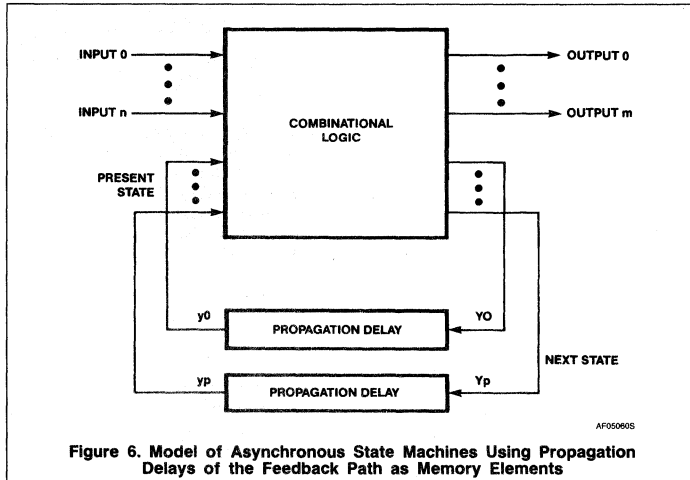 INPUT 0
OUTPUT 0
INPUT n
OUTPUT m
COMBINATIONAL
LOGIC
PRESENT
STATE
y0
PROPAGATION DELAY
YO
NEXT STATE
yp
PROPAGATION DELAY
Yp
AF05060S
Figure 6. Model of Asynchronous State Machines Using Propagation
Delays of the Feedback Path as Memory Elements